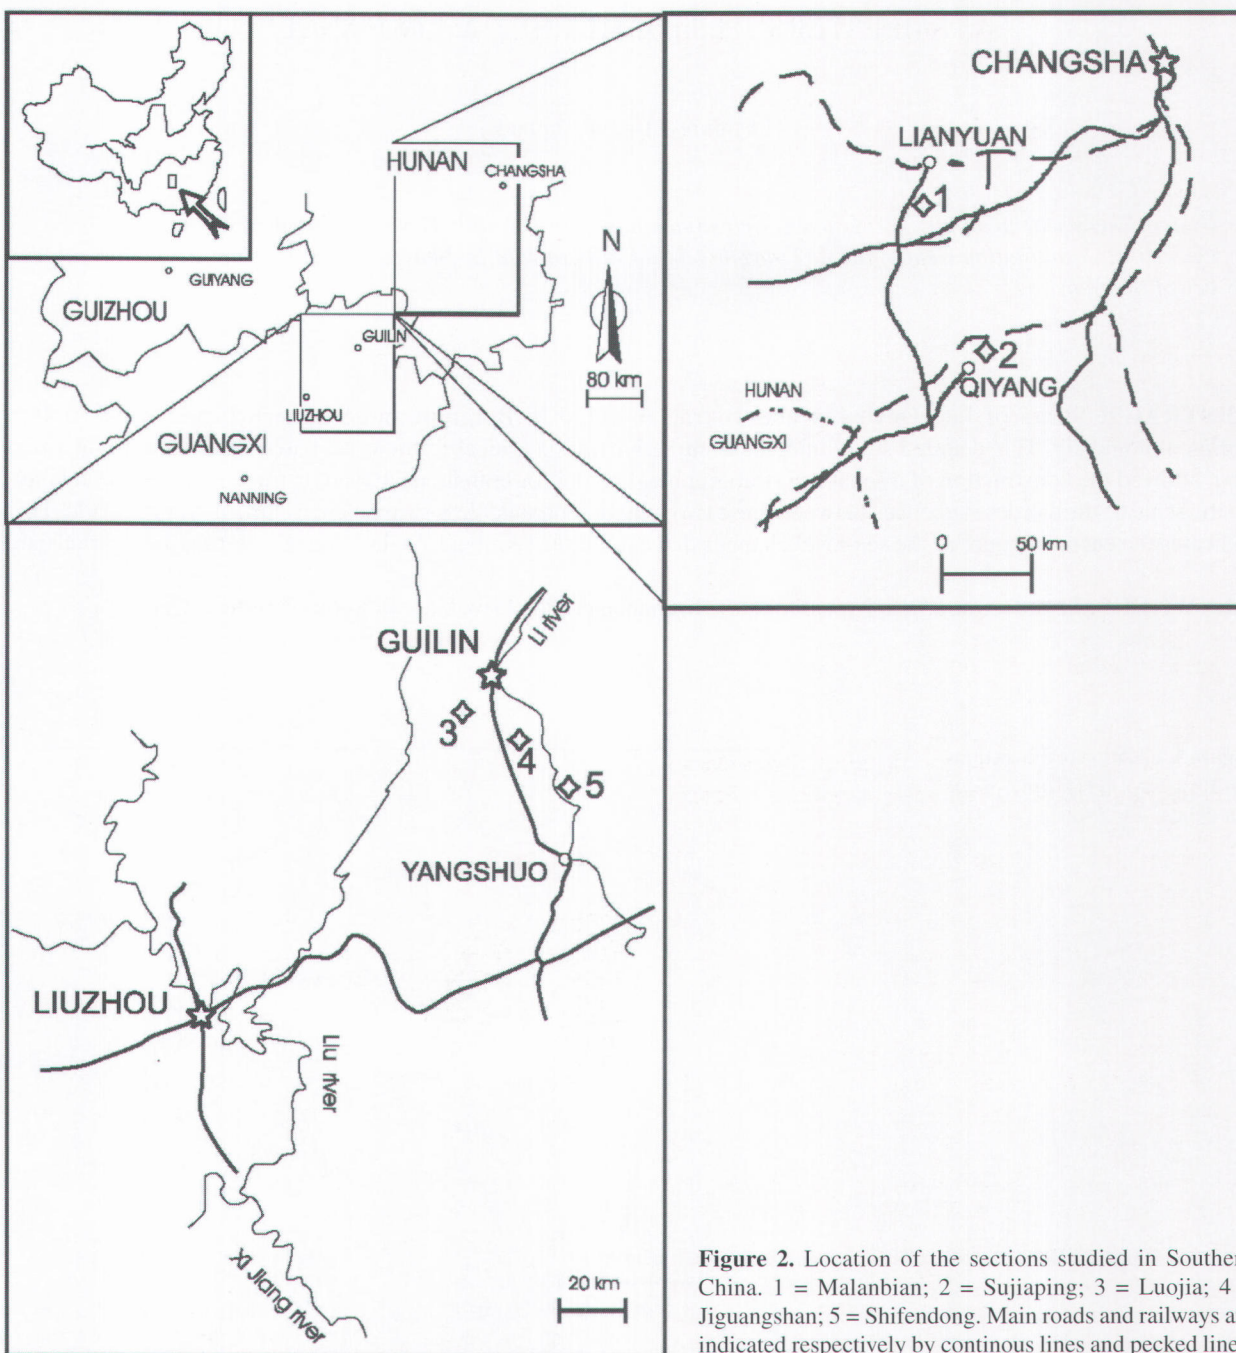 HUNAN
CHANGSHA
GUIYANG
GUIZHOU
GUILIN
LIUZHOU
GUANGXI
NANNING
N
80 km
CHANGSHA
LIANYUAN
1
2
QIYANG
HUNAN
GUANGXI
0 50 km
GUILIN
Li river
3
4
5
YANGSHUO
LIUZHOU
Liu river
Xi Jiang river
20 km
Figure 2. Location of the sections studied in Souther
China. 1 = Malanbian; 2 = Sujiaping; 3 = Luojia; 4
Jiguangshan; 5 = Shifendong. Main roads and railways a
indicated respectively by continous lines and pecked line